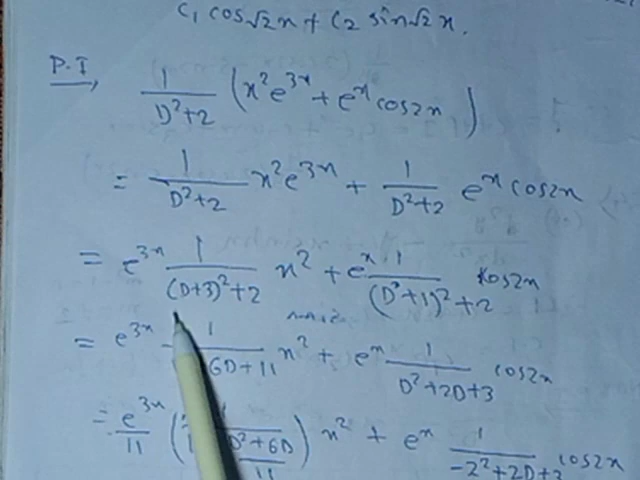 C₁ cos√2x + C₂ sin√2x.
P.I → 1/(D²+2) (x²e^{3x} + e^x cos2x)
= 1/(D²+2) x²e^{3x} + 1/(D²+2) e^x cos2x
= e^{3x} 1/((D+3)²+2) x² + e^x 1/((D+1)²+2) cos2x
= e^{3x} 6D+11 x² + e^x 1/(D²+2D+3) cos2x
= e^{3x}/11 ( D²+6D/11 ) x² + e^x 1/(-2²+2D+3) cos2x